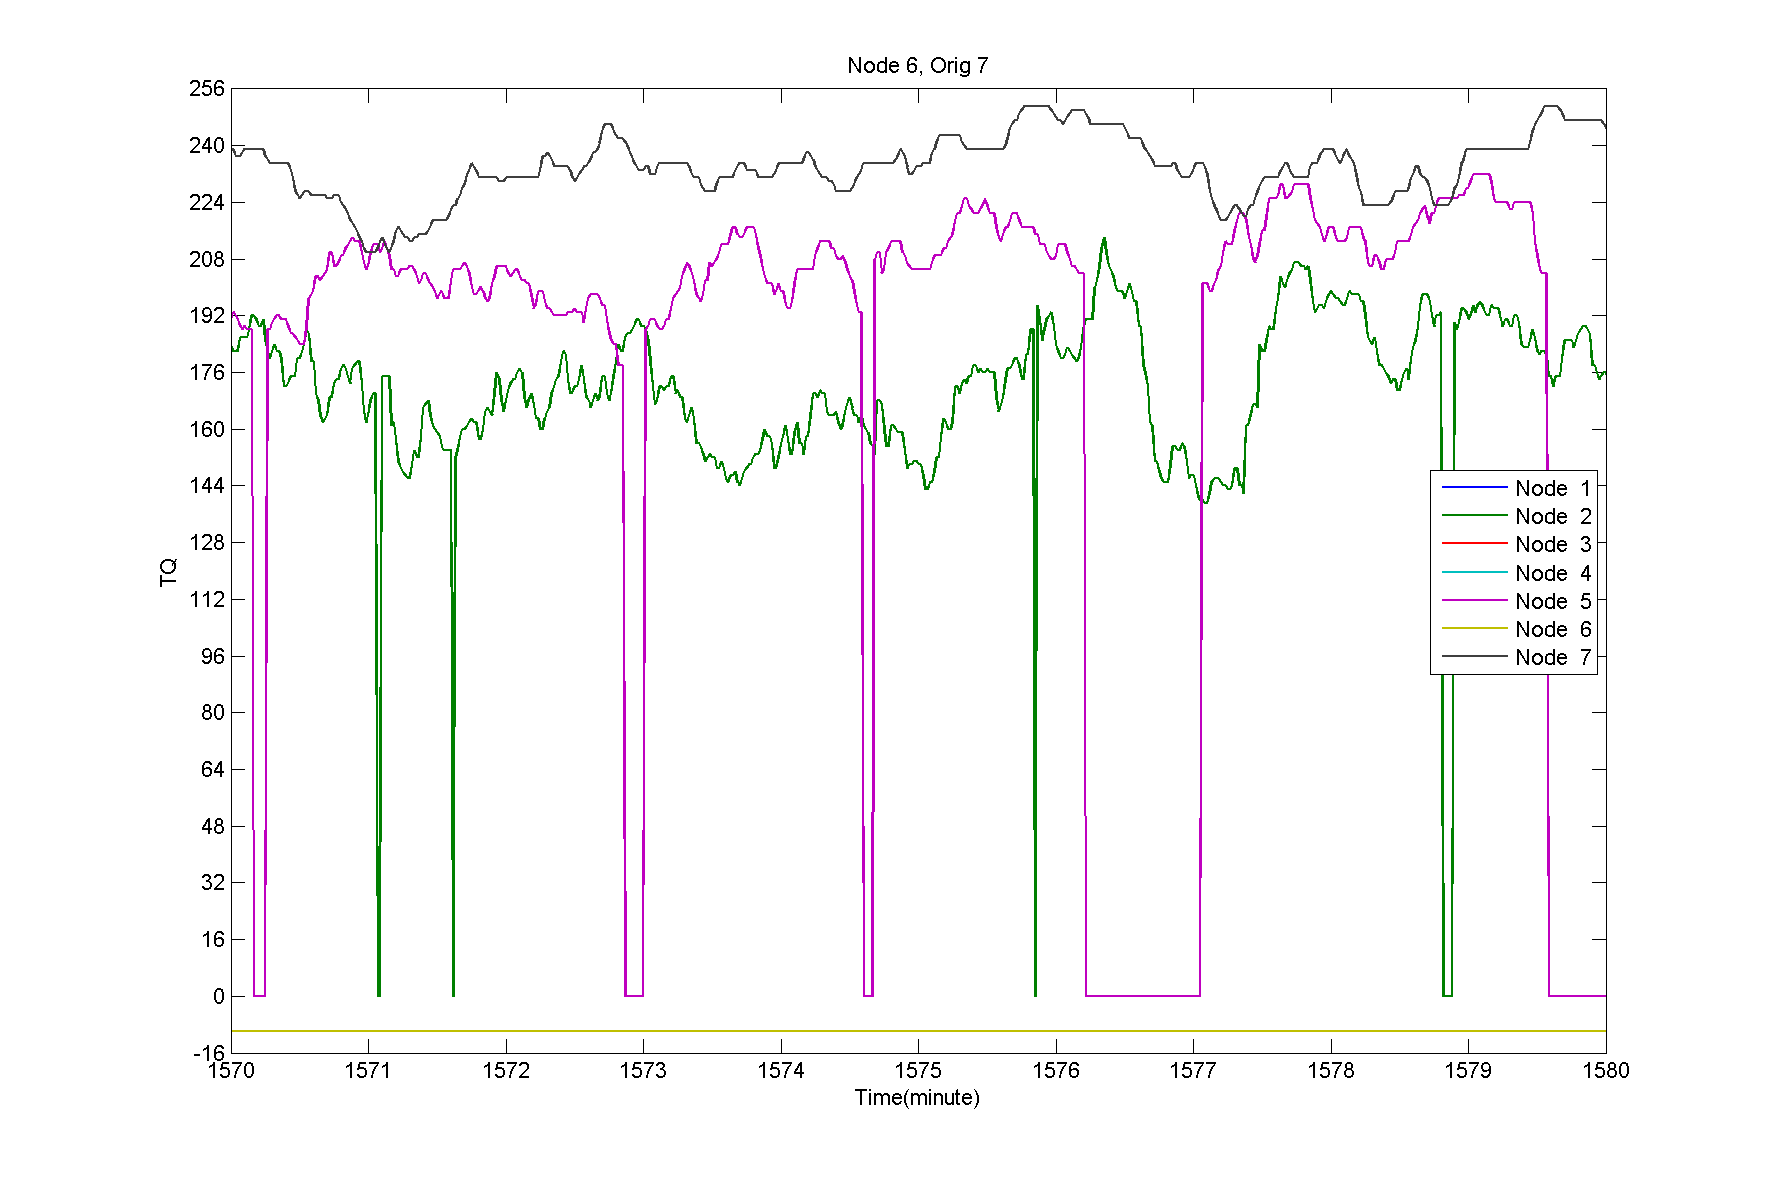 Node 6, Orig 7
256
240
224
208
192
176
160
144
128
112
96
80
64
48
32
16
0
-16
TQ
Node 1
Node 2
Node 3
Node 4
Node 5
Node 6
Node 7
1570 1571 1572 1573 1574 1575 1576 1577 1578 1579 1580
Time(minute)